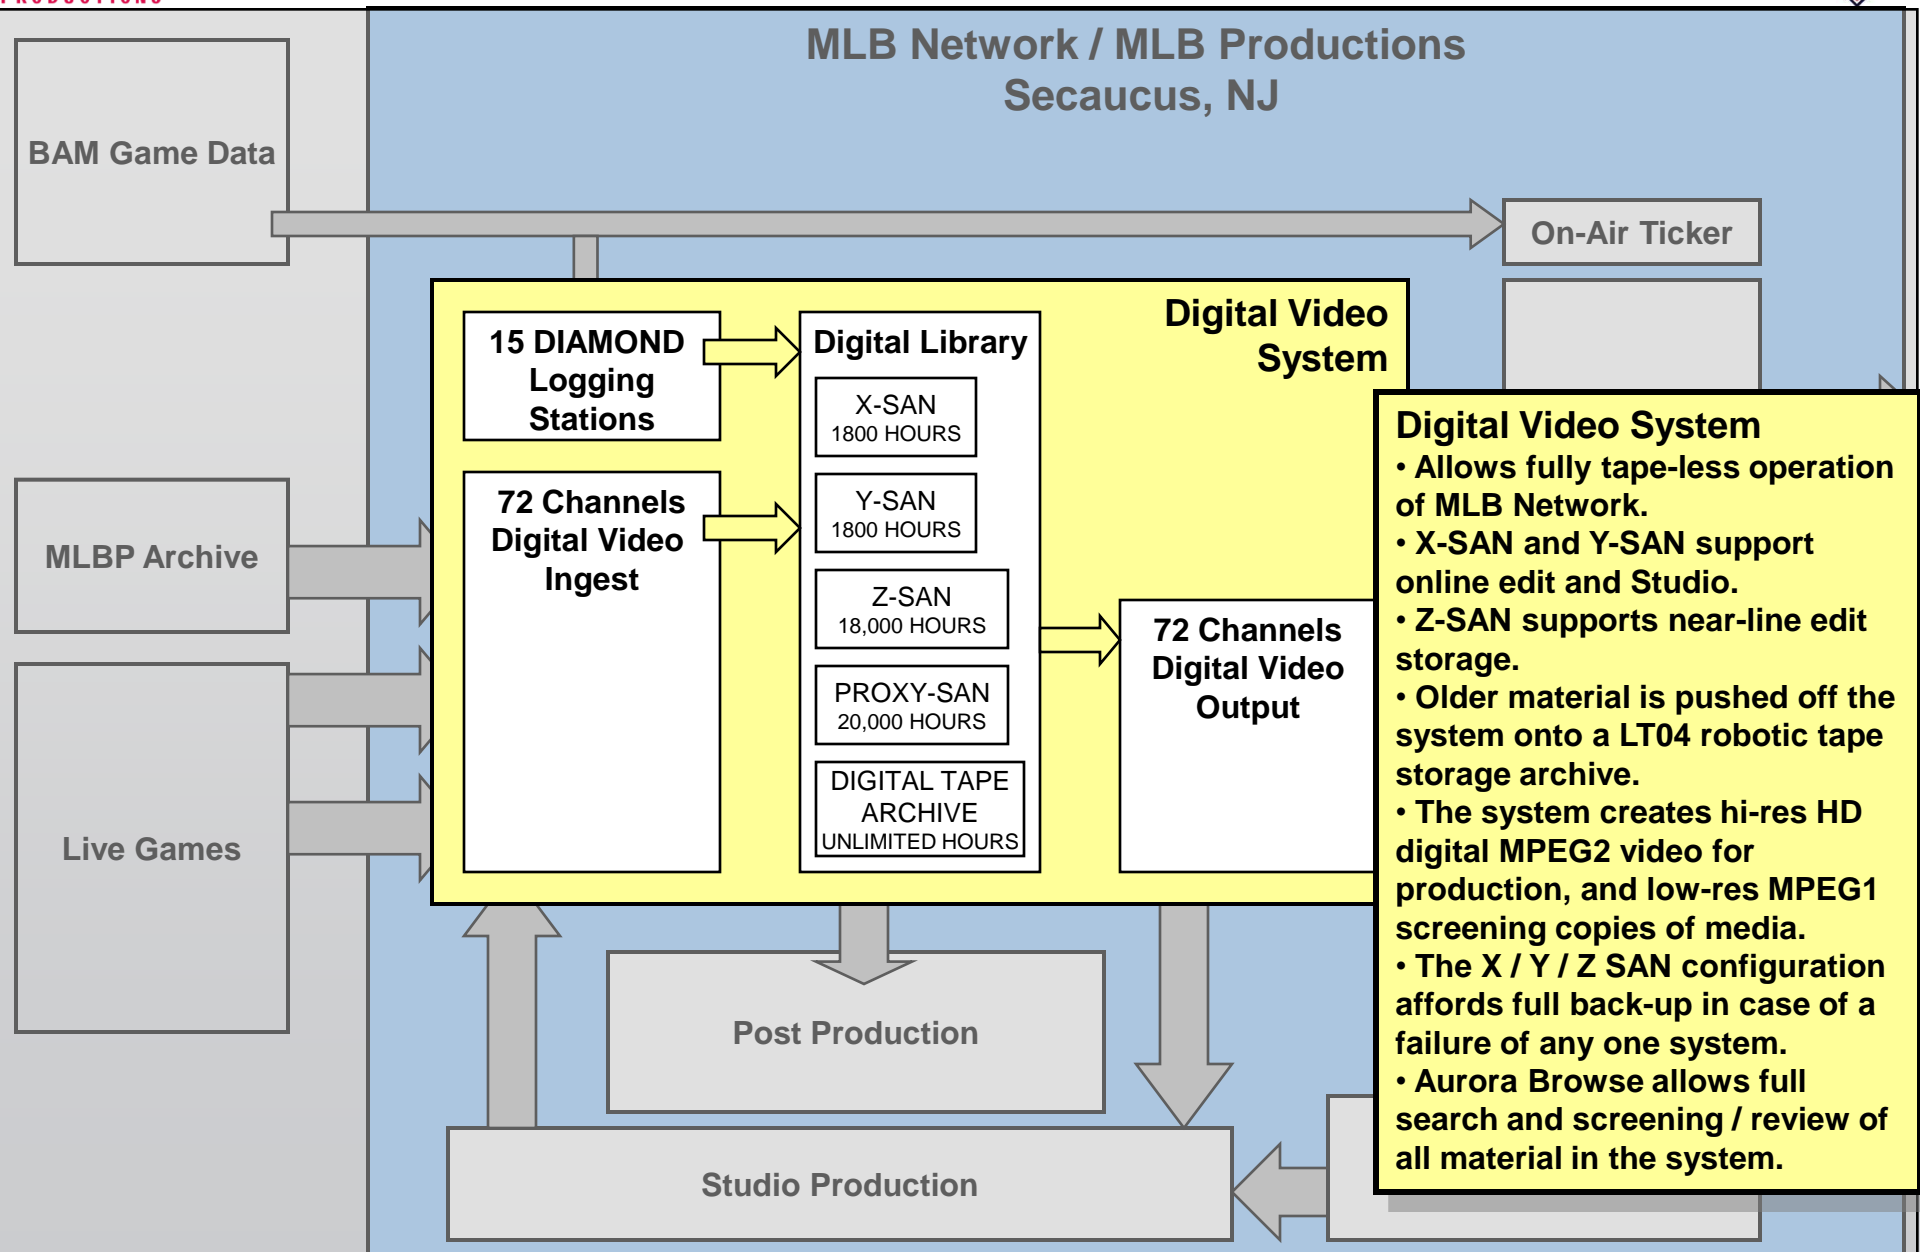 PRODUCTIONS
MLB Network / MLB Productions
Secaucus, NJ
BAM Game Data
On-Air Ticker
Digital Video
System
15 DIAMOND
Logging
Stations
Digital Library
X-SAN
1800 HOURS
Y-SAN
1800 HOURS
Z-SAN
18,000 HOURS
PROXY-SAN
20,000 HOURS
DIGITAL TAPE
ARCHIVE
UNLIMITED HOURS
72 Channels
Digital Video
Ingest
72 Channels
Digital Video
Output
MLBP Archive
Live Games
Post Production
Studio Production
Digital Video System
• Allows fully tape-less operation
of MLB Network.
• X-SAN and Y-SAN support
online edit and Studio.
• Z-SAN supports near-line edit
storage.
• Older material is pushed off the
system onto a LT04 robotic tape
storage archive.
• The system creates hi-res HD
digital MPEG2 video for
production, and low-res MPEG1
screening copies of media.
• The X / Y / Z SAN configuration
affords full back-up in case of a
failure of any one system.
• Aurora Browse allows full
search and screening / review of
all material in the system.